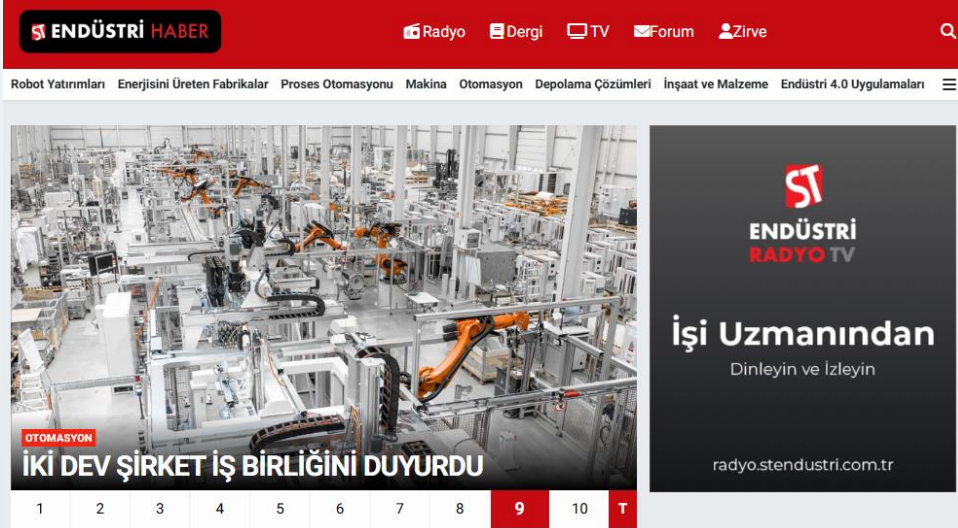 ST ENDÜSTRİ HABER
Radyo Dergi TV Forum Zirve
Robot Yatırımları Enerjisini Üreten Fabrikalar Proses Otomasyonu Makina Otomasyon Depolama Çözümleri İnşaat ve Malzeme Endüstri 4.0 Uygulamaları
OTOMASYON
İKİ DEV ŞİRKET İŞ BİRLİĞİNİ DUYURDU
1 2 3 4 5 6 7 8 9 10 T
ST
ENDÜSTRİ
RADYO TV
İşi Uzmanından
Dinleyin ve İzleyin
radyo.stendustri.com.tr